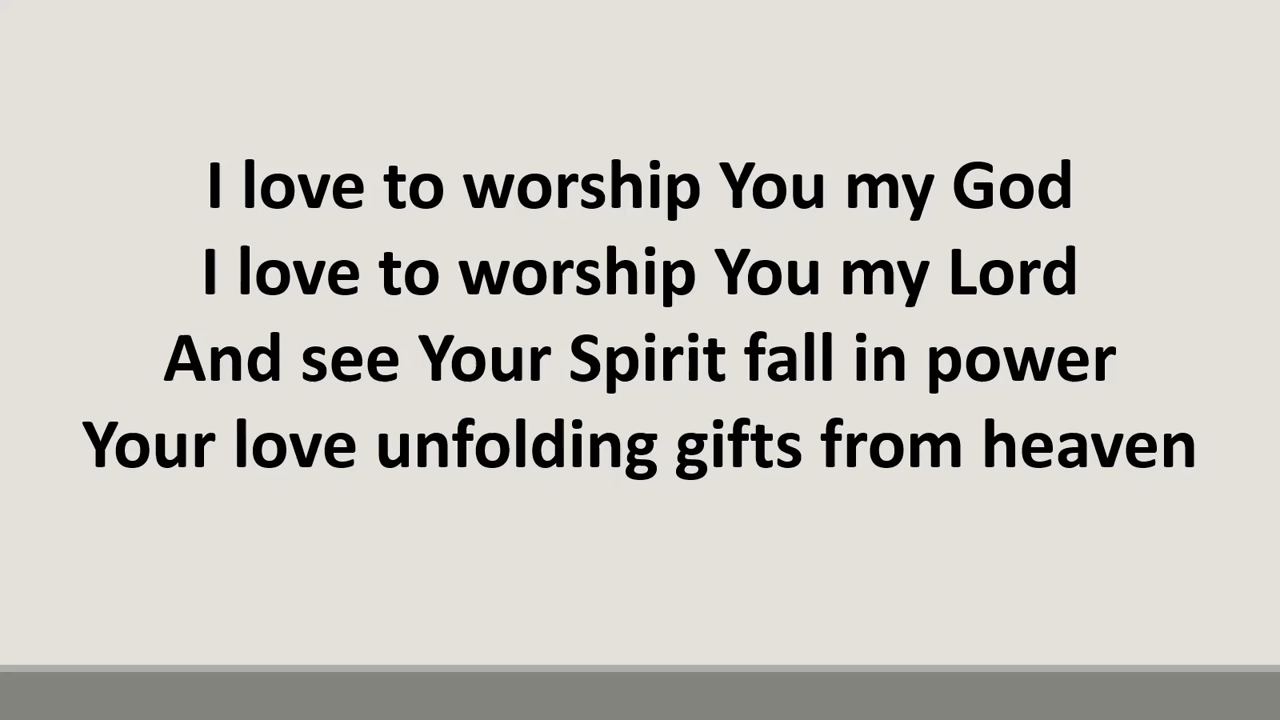 I love to worship You my God
I love to worship You my Lord
And see Your Spirit fall in power
Your love unfolding gifts from heaven